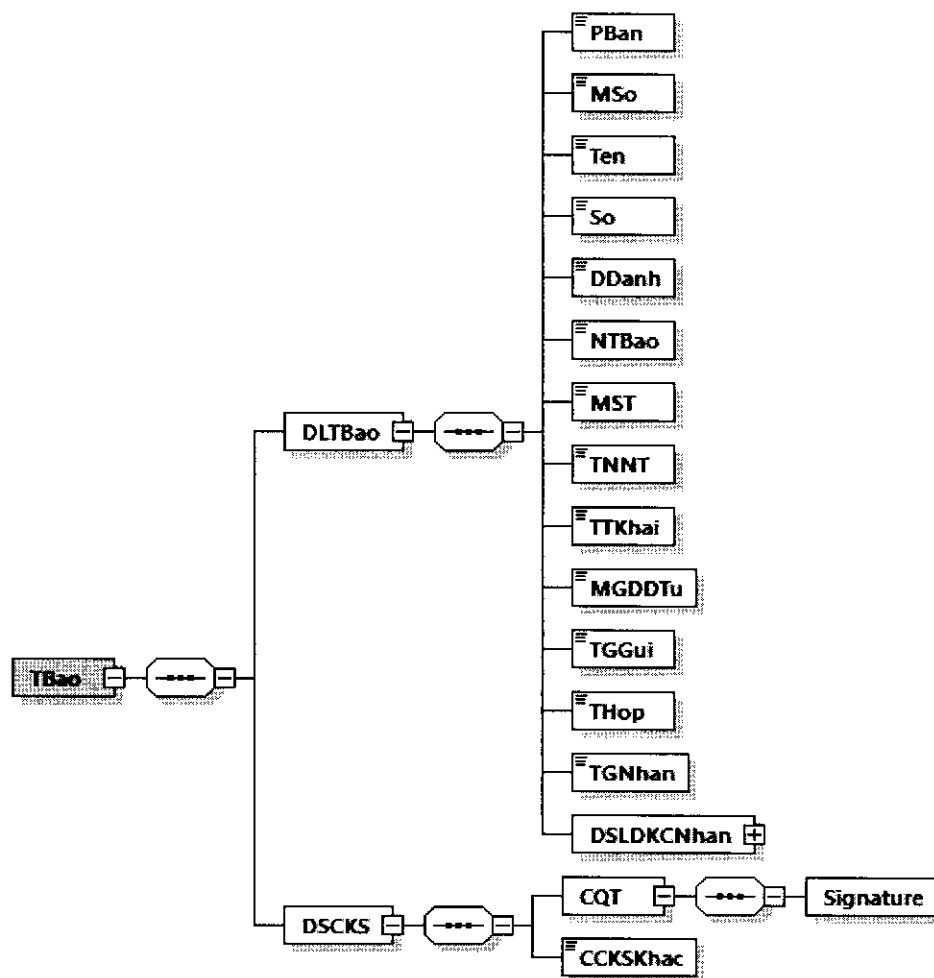 PBan
MSo
Ten
So
DDanh
NTBao
MST
DLTBao
TNNT
TTKhai
MGDDTu
TGGui
TBao
THop
TGNhan
DSLDKCNhan
CQT
Signature
DSCKS
CCKSKhac